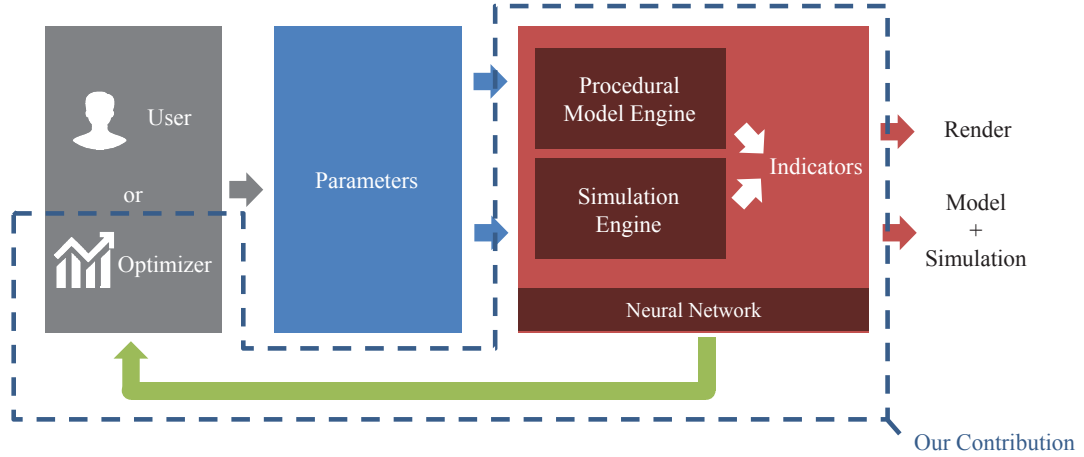 User
or
Optimizer
Parameters
Procedural
Model Engine
Simulation
Engine
Indicators
Neural Network
Render
Model
+
Simulation
Our Contribution